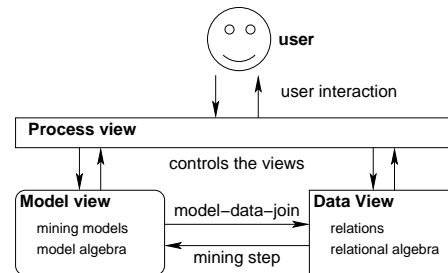 user
user interaction
Process view
controls the views
Model view
mining models
model algebra
model−data−join
mining step
Data View
relations
relational algebra